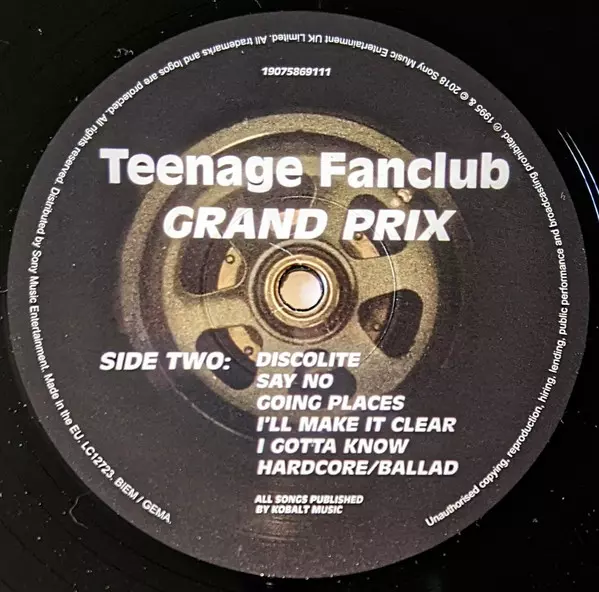 19075869111
Teenage Fanclub
GRAND PRIX
SIDE TWO:
DISCOLITE
SAY NO
GOING PLACES
I'LL MAKE IT CLEAR
I GOTTA KNOW
HARDCORE/BALLAD
ALL SONGS PUBLISHED
BY KOBALT MUSIC
℗ 1995 & © 2018 Sony Music Entertainment UK Limited. All trademarks and logos are protected. All rights reserved. Distributed by Sony Music Entertainment. Made in the EU. LC12723. BIEM / GEMA.
Unauthorised copying, reproduction, hiring, lending, public performance and broadcasting prohibited.